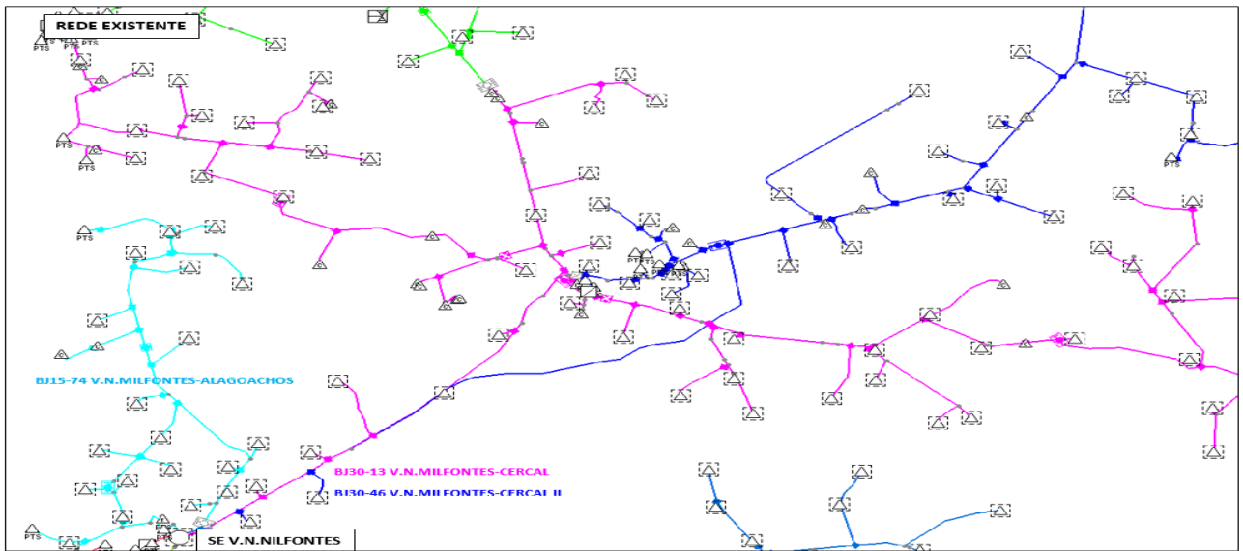 REDE EXISTENTE
PTS
PTS
PTS
PTS
PTS
PTS
BJ15-74 V.N.MILFONTES-ALAGOACHOS
BJ30-13 V.N.MILFONTES-CERCAL
BJ30-46 V.N.MILFONTES-CERCAL II
PTS
SE V.N.NILFONTES